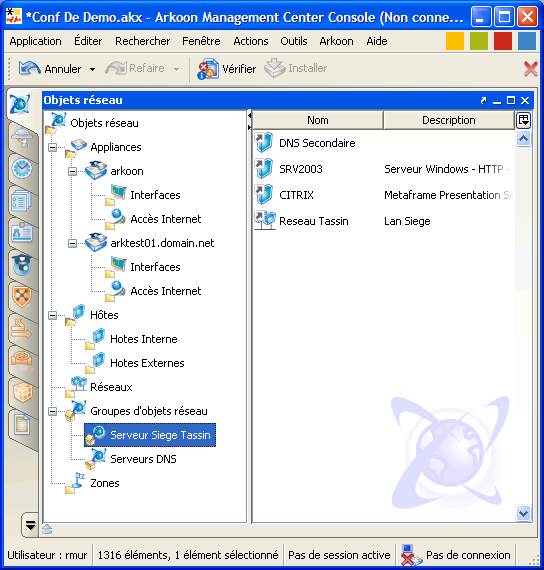 *Conf De Demo.akx - Arkoon Management Center Console (Non conne...
Application Éditer Rechercher Fenêtre Actions Outils Arkoon Aide
Annuler Refaire Vérifier Installer
Objets réseau
Objets réseau
Appliances
arkoon
Interfaces
Accès Internet
arktest01.domain.net
Interfaces
Accès Internet
Hôtes
Hotes Interne
Hotes Externes
Réseaux
Groupes d'objets réseau
Serveur Siege Tassin
Serveurs DNS
Zones
Nom Description
DNS Secondaire
SRV2003 Serveur Windows - HTTP -
CITRIX Metaframe Presentation
Reseau Tassin Lan Siege
Utilisateur : rmur 1316 éléments, 1 élément sélectionné Pas de session active Pas de connexion